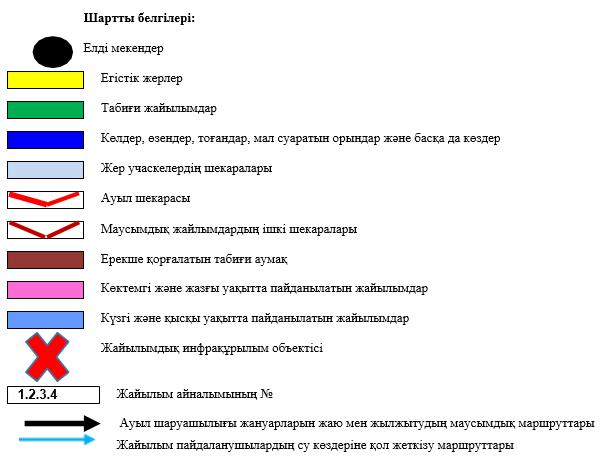 Шартты белгілері:
Елді мекендер
Егістік жерлер
Табиғи жайылымдар
Көлдер, өзендер, тоғандар, мал суаратын орындар және басқа да көздер
Жер учаскелердің шекаралары
Ауыл шекарасы
Маусымдық жайлымдардың ішкі шекаралары
Ерекше қорғалатын табиғи аумақ
Көктемгі және жазғы уақытта пайданылатын жайылымдар
Күзгі және қысқы уақытта пайданылатын жайылымдар
Жайылымдық инфрақұрылым объектісі
1.2.3.4 Жайылым айналымының №
Ауыл шаруашылығы жануарларын жаю мен жылжытудың маусымдық маршруттары
Жайылым пайдаланушылардың су көздеріне қол жеткізу маршруттары